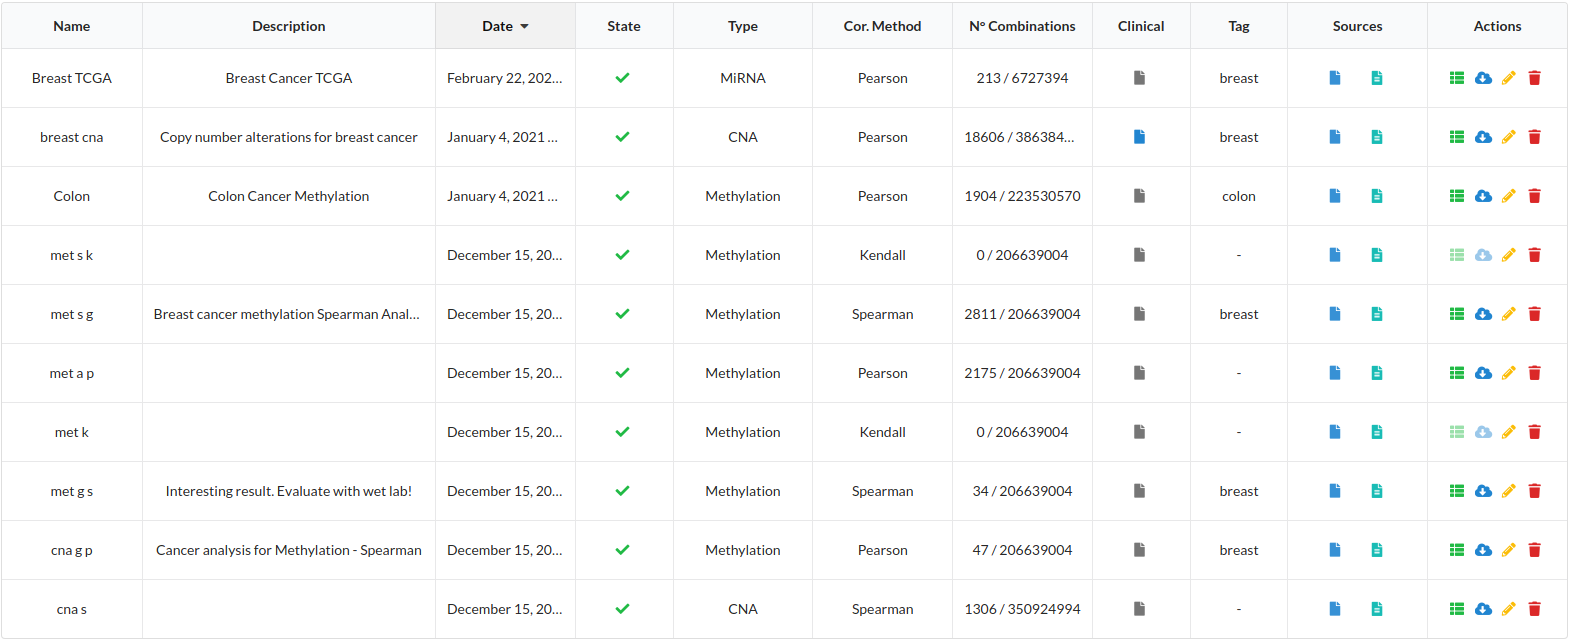 Name Description Date State Type Cor. Method N° Combinations Clinical Tag Sources Actions
Breast TCGA Breast Cancer TCGA February 22, 202... MiRNA Pearson 213 / 6727394 breast
breast cna Copy number alterations for breast cancer January 4, 2021 ... CNA Pearson 18606 / 386384... breast
Colon Colon Cancer Methylation January 4, 2021 ... Methylation Pearson 1904 / 223530570 colon
met s k December 15, 20... Methylation Kendall 0 / 206639004 -
met s g Breast cancer methylation Spearman Anal... December 15, 20... Methylation Spearman 2811 / 206639004 breast
met a p December 15, 20... Methylation Pearson 2175 / 206639004 -
met k December 15, 20... Methylation Kendall 0 / 206639004 -
met g s Interesting result. Evaluate with wet lab! December 15, 20... Methylation Spearman 34 / 206639004 breast
cna g p Cancer analysis for Methylation - Spearman December 15, 20... Methylation Pearson 47 / 206639004 breast
cna s December 15, 20... CNA Spearman 1306 / 350924994 -